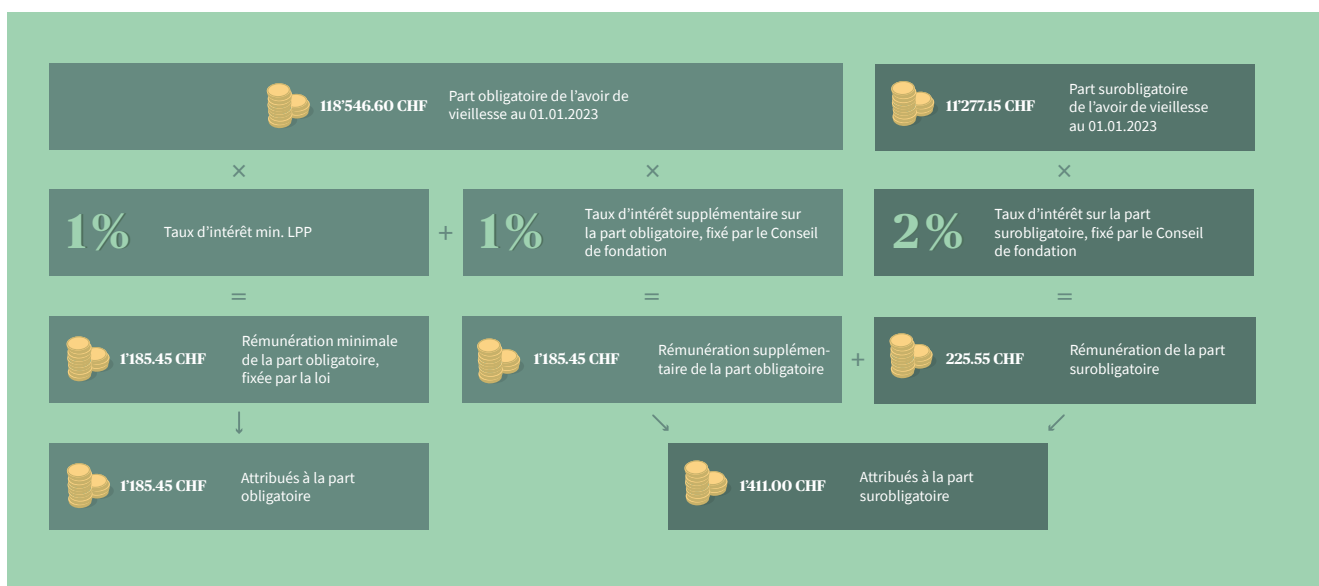 118'546.60 CHF
Part obligatoire de l'avoir de
vieillesse au 01.01.2023
11'277.15 CHF
Part surobligatoire
de l'avoir de vieillesse
au 01.01.2023
×
×
×
1%
Taux d'intérêt min. LPP
+
1%
Taux d'intérêt supplémentaire sur
la part obligatoire, fixé par le Conseil
de fondation
2%
Taux d'intérêt sur la part
surobligatoire, fixé par le Conseil
de fondation
=
=
=
1'185.45 CHF
Rémunération minimale
de la part obligatoire,
fixée par la loi
1'185.45 CHF
Rémunération supplémen-
taire de la part obligatoire
+
225.55 CHF
Rémunération de la part
surobligatoire
1'185.45 CHF
Attribués à la part
obligatoire
1'411.00 CHF
Attribués à la part
surobligatoire